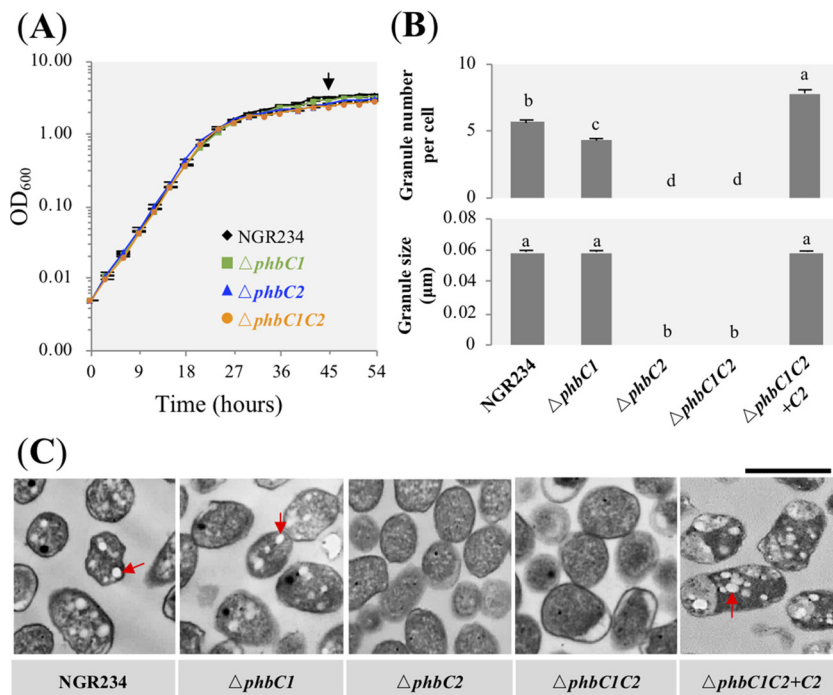 (A)
10.00
1.00
0.10
0.01
0.00
OD600
0 9 18 27 36 45 54
Time (hours)
NGR234
△phbC1
△phbC2
△phbC1C2
(B)
10
5
0
Granule number
per cell
b
c
d
d
a
0.08
0.06
0.04
0.02
0
Granule size
(μm)
a
a
b
b
a
NGR234
△phbC1
△phbC2
△phbC1C2
△phbC1C2
+C2
(C)
NGR234
△phbC1
△phbC2
△phbC1C2
△phbC1C2+C2